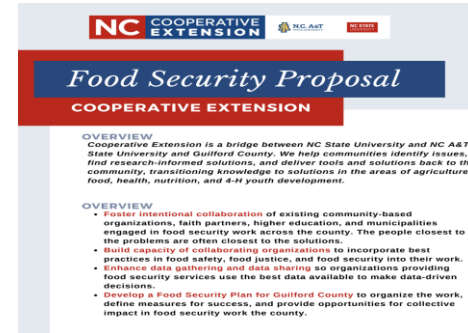 NC COOPERATIVE EXTENSION N.C. A&T STATE UNIVERSITY NC STATE UNIVERSITY
Food Security Proposal
COOPERATIVE EXTENSION
OVERVIEW
Cooperative Extension is a bridge between NC State University and NC A&T
State University and Guilford County. We help communities identify issues,
find research-informed solutions, and deliver tools and solutions back to th
community, transitioning knowledge to solutions in the areas of agriculture
food, health, nutrition, and 4-H youth development.
OVERVIEW
• Foster intentional collaboration of existing community-based
organizations, faith partners, higher education, and municipalities
engaged in food security work across the county. The people closest to
the problems are often closest to the solutions.
• Build capacity of collaborating organizations to incorporate best
practices in food safety, food justice, and food security into their work.
• Enhance data gathering and data sharing so organizations providing
food security services use the best data available to make data-driven
decisions.
• Develop a Food Security Plan for Guilford County to organize the work,
define measures for success, and provide opportunities for collective
impact in food security work the county.